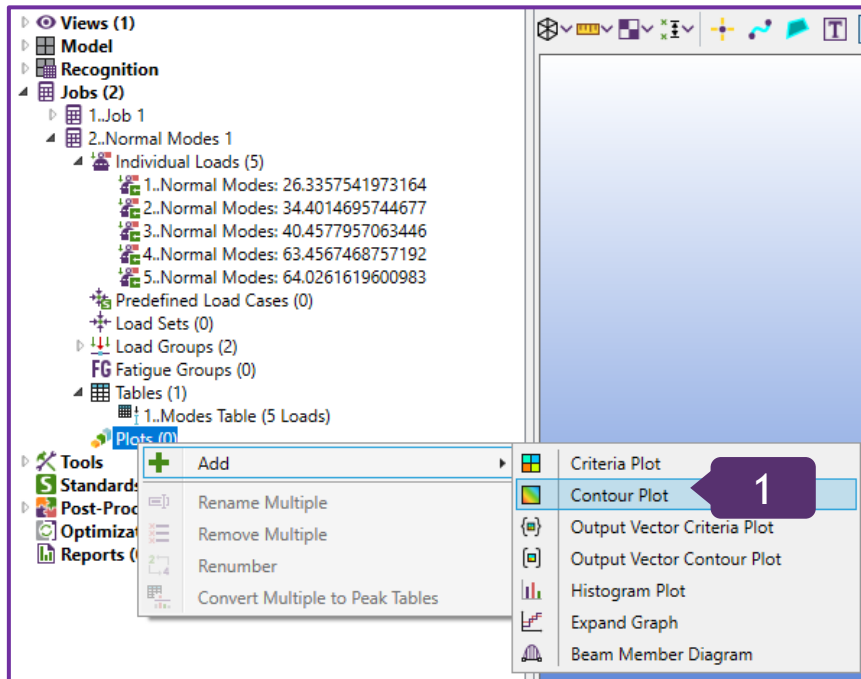 Views (1)
Model
Recognition
Jobs (2)
1..Job 1
2..Normal Modes 1
Individual Loads (5)
1..Normal Modes: 26.3357541973164
2..Normal Modes: 34.4014695744677
3..Normal Modes: 40.4577957063446
4..Normal Modes: 63.4567468757192
5..Normal Modes: 64.0261619600983
Predefined Load Cases (0)
Load Sets (0)
Load Groups (2)
FG Fatigue Groups (0)
Tables (1)
1..Modes Table (5 Loads)
Plots (0)
Tools
Standards
Post-Proc
Optimizat
Reports (
Add
Rename Multiple
Remove Multiple
Renumber
Convert Multiple to Peak Tables
Criteria Plot
Contour Plot
Output Vector Criteria Plot
Output Vector Contour Plot
Histogram Plot
Expand Graph
Beam Member Diagram
1
T